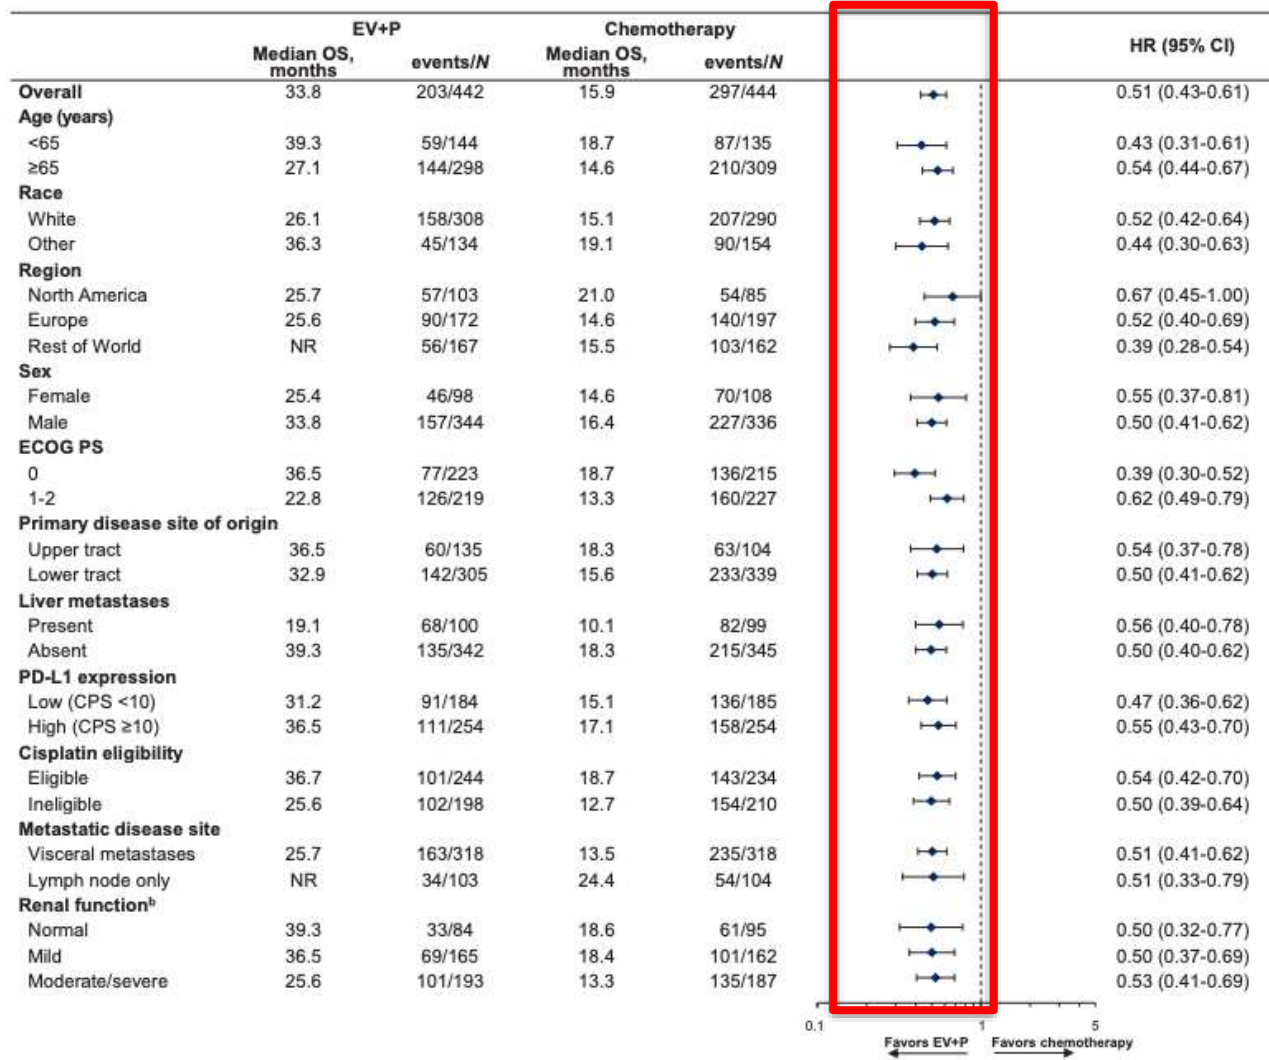 EV+P Chemotherapy
Median OS, months events/N Median OS, months events/N HR (95% CI)
Overall 33.8 203/442 15.9 297/444 0.51 (0.43-0.61)
Age (years)
<65 39.3 59/144 18.7 87/135 0.43 (0.31-0.61)
≥65 27.1 144/298 14.6 210/309 0.54 (0.44-0.67)
Race
White 26.1 158/308 15.1 207/290 0.52 (0.42-0.64)
Other 36.3 45/134 19.1 90/154 0.44 (0.30-0.63)
Region
North America 25.7 57/103 21.0 54/85 0.67 (0.45-1.00)
Europe 25.6 90/172 14.6 140/197 0.52 (0.40-0.69)
Rest of World NR 56/167 15.5 103/162 0.39 (0.28-0.54)
Sex
Female 25.4 46/98 14.6 70/108 0.55 (0.37-0.81)
Male 33.8 157/344 16.4 227/336 0.50 (0.41-0.62)
ECOG PS
0 36.5 77/223 18.7 136/215 0.39 (0.30-0.52)
1-2 22.8 126/219 13.3 160/227 0.62 (0.49-0.79)
Primary disease site of origin
Upper tract 36.5 60/135 18.3 63/104 0.54 (0.37-0.78)
Lower tract 32.9 142/305 15.6 233/339 0.50 (0.41-0.62)
Liver metastases
Present 19.1 68/100 10.1 82/99 0.56 (0.40-0.78)
Absent 39.3 135/342 18.3 215/345 0.50 (0.40-0.62)
PD-L1 expression
Low (CPS <10) 31.2 91/184 15.1 136/185 0.47 (0.36-0.62)
High (CPS ≥10) 36.5 111/254 17.1 158/254 0.55 (0.43-0.70)
Cisplatin eligibility
Eligible 36.7 101/244 18.7 143/234 0.54 (0.42-0.70)
Ineligible 25.6 102/198 12.7 154/210 0.50 (0.39-0.64)
Metastatic disease site
Visceral metastases 25.7 163/318 13.5 235/318 0.51 (0.41-0.62)
Lymph node only NR 34/103 24.4 54/104 0.51 (0.33-0.79)
Renal functionᵇ
Normal 39.3 33/84 18.6 61/95 0.50 (0.32-0.77)
Mild 36.5 69/165 18.4 101/162 0.50 (0.37-0.69)
Moderate/severe 25.6 101/193 13.3 135/187 0.53 (0.41-0.69)
0.1 1 5
Favors EV+P Favors chemotherapy